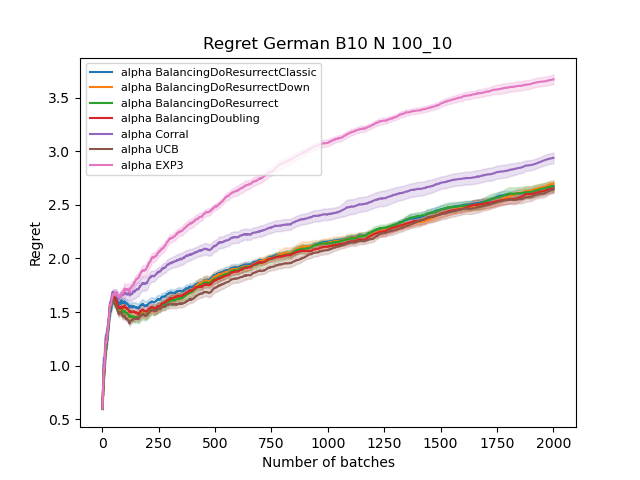 Regret German B10 N 100_10
alpha BalancingDoResurrectClassic
alpha BalancingDoResurrectDown
alpha BalancingDoResurrect
alpha BalancingDoubling
alpha Corral
alpha UCB
alpha EXP3
Regret
3.5
3.0
2.5
2.0
1.5
1.0
0.5
0 250 500 750 1000 1250 1500 1750 2000
Number of batches